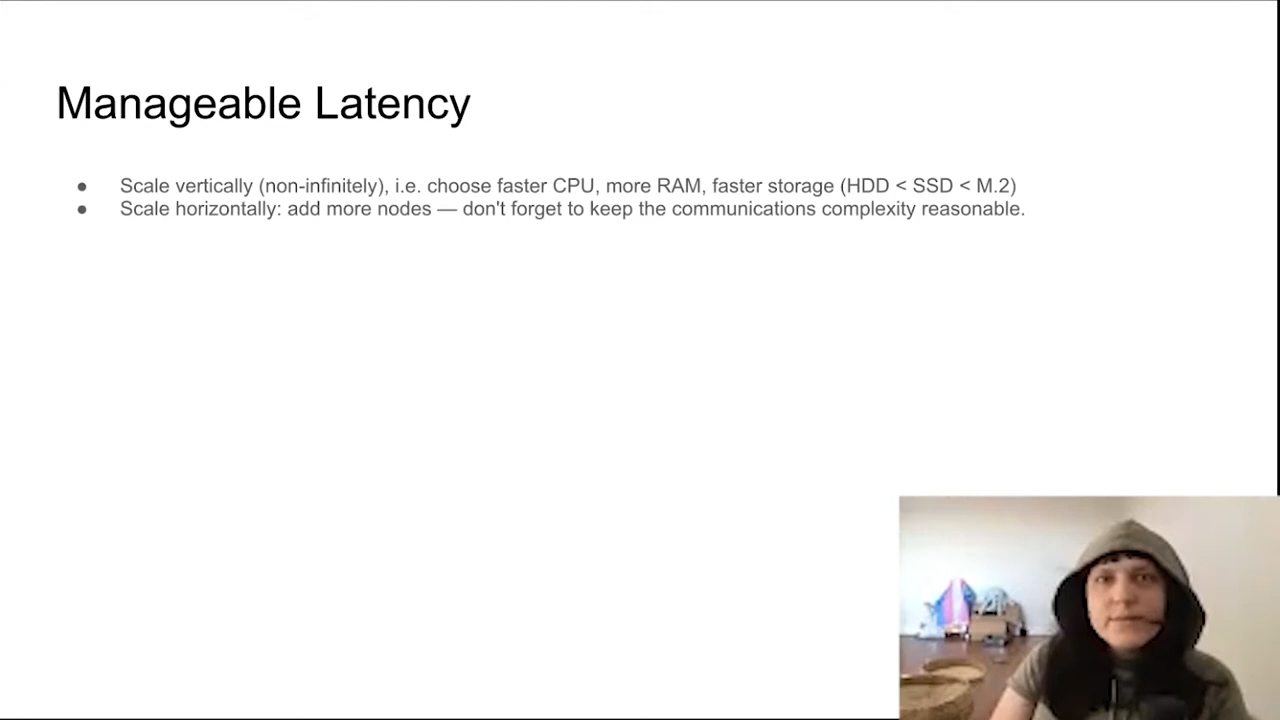 Manageable Latency
● Scale vertically (non-infinitely), i.e. choose faster CPU, more RAM, faster storage (HDD < SSD < M.2)
● Scale horizontally: add more nodes — don't forget to keep the communications complexity reasonable.